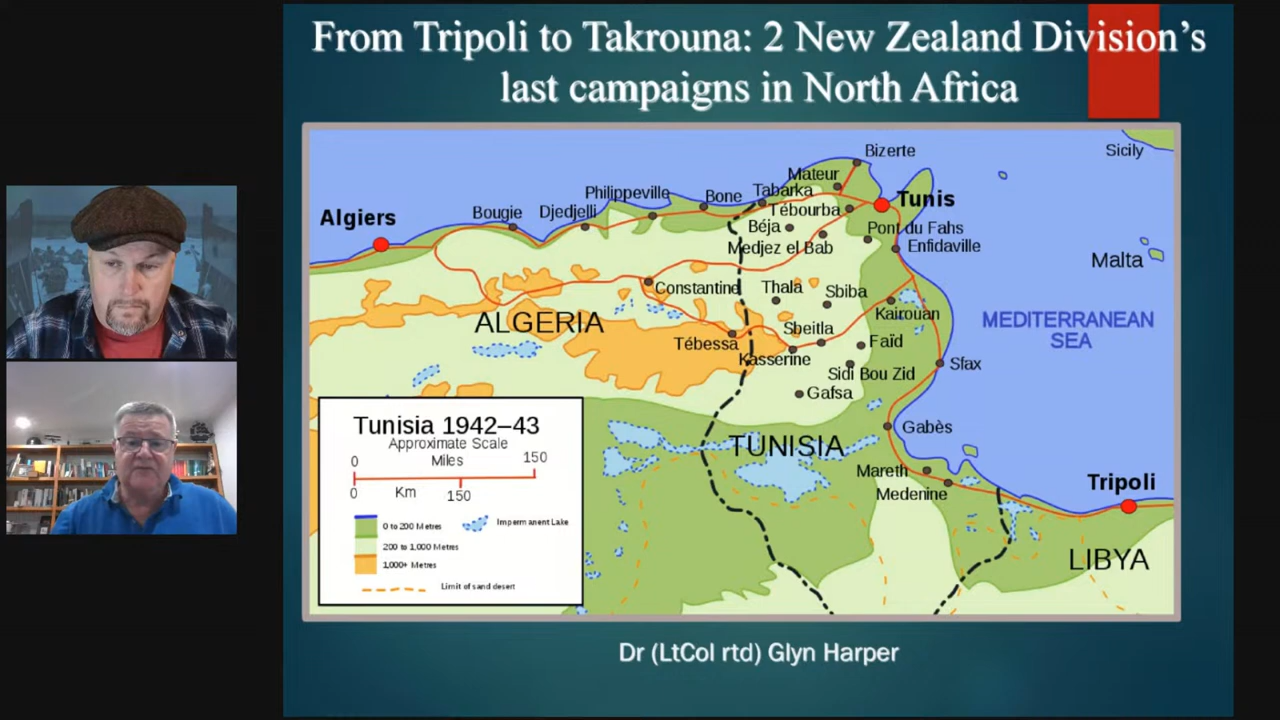 From Tripoli to Takrouna: 2 New Zealand Division's
last campaigns in North Africa
Bizerte
Sicily
Mateur
Philippeville
Bone
Tabarka
Tunis
Algiers
Bougie
Djedjelli
Tébourba
Béja
Pont du Fahs
Medjez el Bab
Enfidaville
Malta
Constantine
Thala
Sbiba
Kairouan
ALGERIA
MEDITERRANEAN
SEA
Sbeitla
Tébessa
Faïd
Kasserine
Sfax
Sidi Bou Zid
Gafsa
Tunisia 1942–43
Approximate Scale
Miles
0
150
0
Km
150
0 to 200 Metres
Impermanent Lake
200 to 1,000 Metres
1,000+ Metres
Limit of sand desert
Gabès
TUNISIA
Mareth
Medenine
Tripoli
LIBYA
Dr (LtCol rtd) Glyn Harper